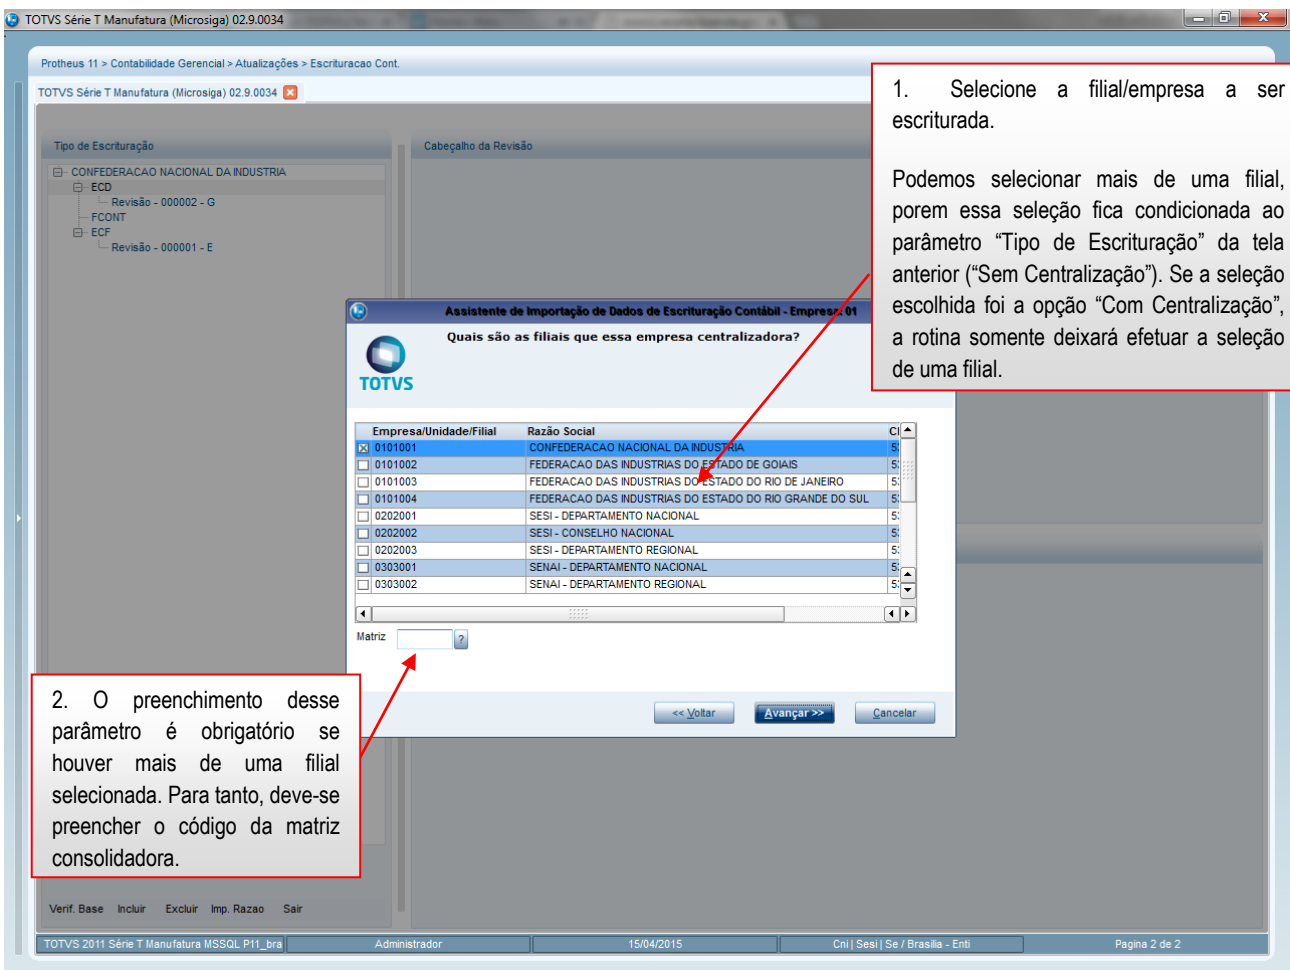 TOTVS Série T Manufatura (Microsiga) 02.9.0034
Protheus 11 > Contabilidade Gerencial > Atualizações > Escrituracao Cont.
TOTVS Série T Manufatura (Microsiga) 02.9.0034
Tipo de Escrituração
Cabeçalho da Revisão
CONFEDERACAO NACIONAL DA INDUSTRIA
ECD
Revisão - 000002 - G
FCONT
ECF
Revisão - 000001 - E
1. Selecione a filial/empresa a ser
escriturada.
Podemos selecionar mais de uma filial,
porem essa seleção fica condicionada ao
parâmetro “Tipo de Escrituração” da tela
anterior (“Sem Centralização”). Se a seleção
escolhida foi a opção “Com Centralização”,
a rotina somente deixará efetuar a seleção
de uma filial.
Assistente de Importação de Dados de Escrituração Contábil - Empresa 01
Quais são as filiais que essa empresa centralizadora?
TOTVS
Empresa/Unidade/Filial Razão Social
0101001 CONFEDERACAO NACIONAL DA INDUSTRIA
0101002 FEDERACAO DAS INDUSTRIAS DO ESTADO DE GOIAIS
0101003 FEDERACAO DAS INDUSTRIAS DO ESTADO DO RIO DE JANEIRO
0101004 FEDERACAO DAS INDUSTRIAS DO ESTADO DO RIO GRANDE DO SUL
0202001 SESI - DEPARTAMENTO NACIONAL
0202002 SESI - CONSELHO NACIONAL
0202003 SESI - DEPARTAMENTO REGIONAL
0303001 SENAI - DEPARTAMENTO NACIONAL
0303002 SENAI - DEPARTAMENTO REGIONAL
Matriz ?
<< Voltar Avançar >> Cancelar
2. O preenchimento desse
parâmetro é obrigatório se
houver mais de uma filial
selecionada. Para tanto, deve-se
preencher o código da matriz
consolidadora.
Verif. Base Incluir Excluir Imp. Razao Sair
TOTVS 2011 Série T Manufatura MSSQL P11_bra Administrador 15/04/2015 Cni | Sesi | Se / Brasilia - Enti Pagina 2 de 2